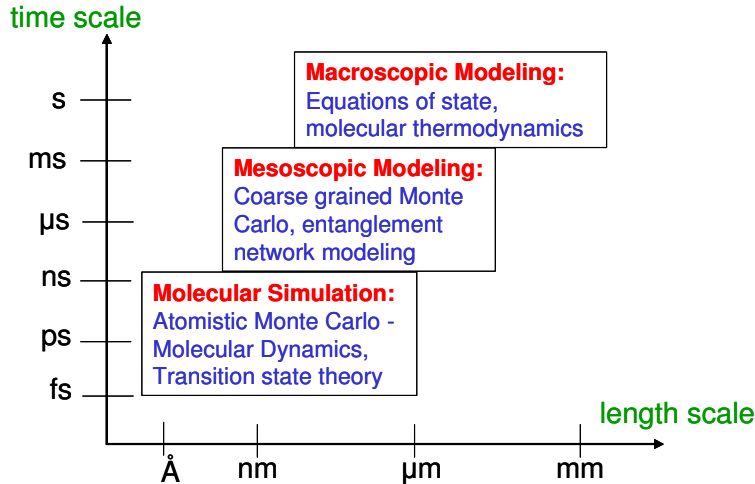 time scale
s
Macroscopic Modeling:
Equations of state,
molecular thermodynamics
ms
Mesoscopic Modeling:
Coarse grained Monte
Carlo, entanglement
network modeling
µs
ns
Molecular Simulation:
Atomistic Monte Carlo -
Molecular Dynamics,
Transition state theory
ps
fs
length scale
Å
nm
µm
mm